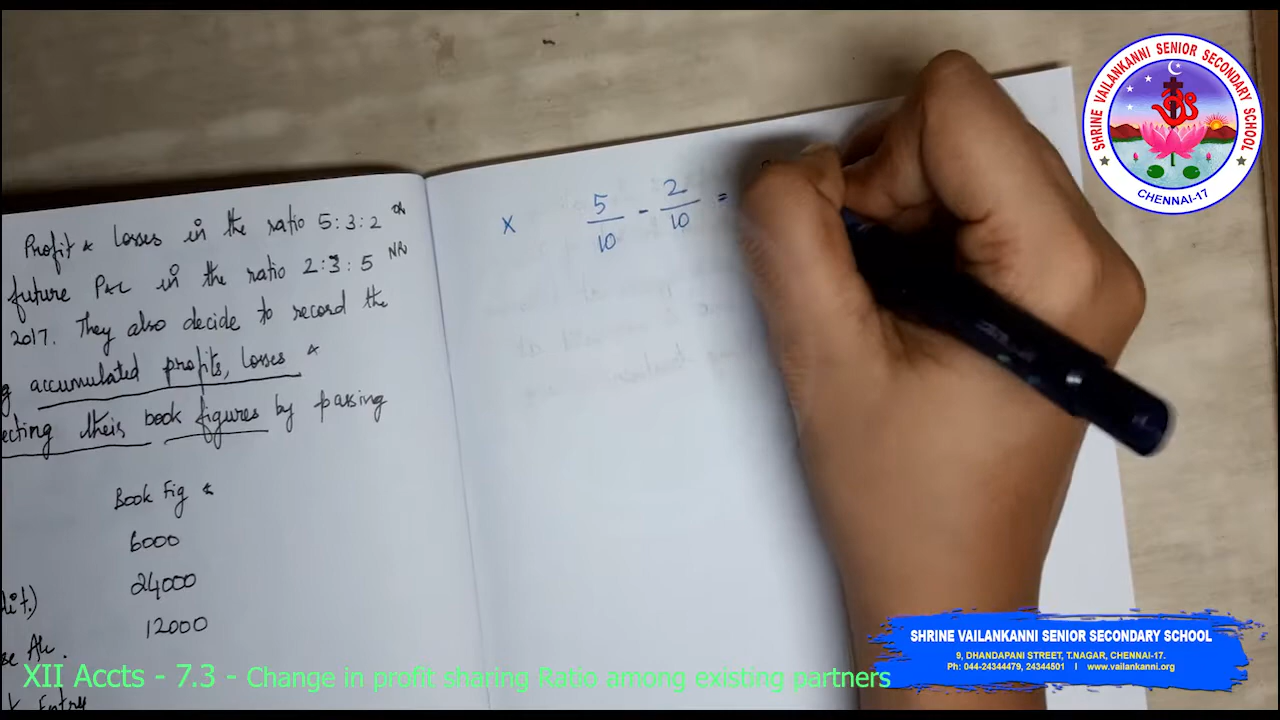 Profit & losses in the ratio 5:3:2 OR
future P&L in the ratio 2:3:5 NR
2017. They also decide to record the
accumulated profits, losses &
ecting theis book figures by passing
Book Fig &
6000
24000
12000
Entry
X 5/10 - 2/10 =
SHRINE VAILANKANNI SENIOR SECONDARY SCHOOL
CHENNAI-17
SHRINE VAILANKANNI SENIOR SECONDARY SCHOOL
9, DHANDAPANI STREET, T.NAGAR, CHENNAI-17.
Ph: 044-24344479, 24344501 I www.vailankanni.org
XII Accts - 7.3 - Change in profit sharing Ratio among existing partners